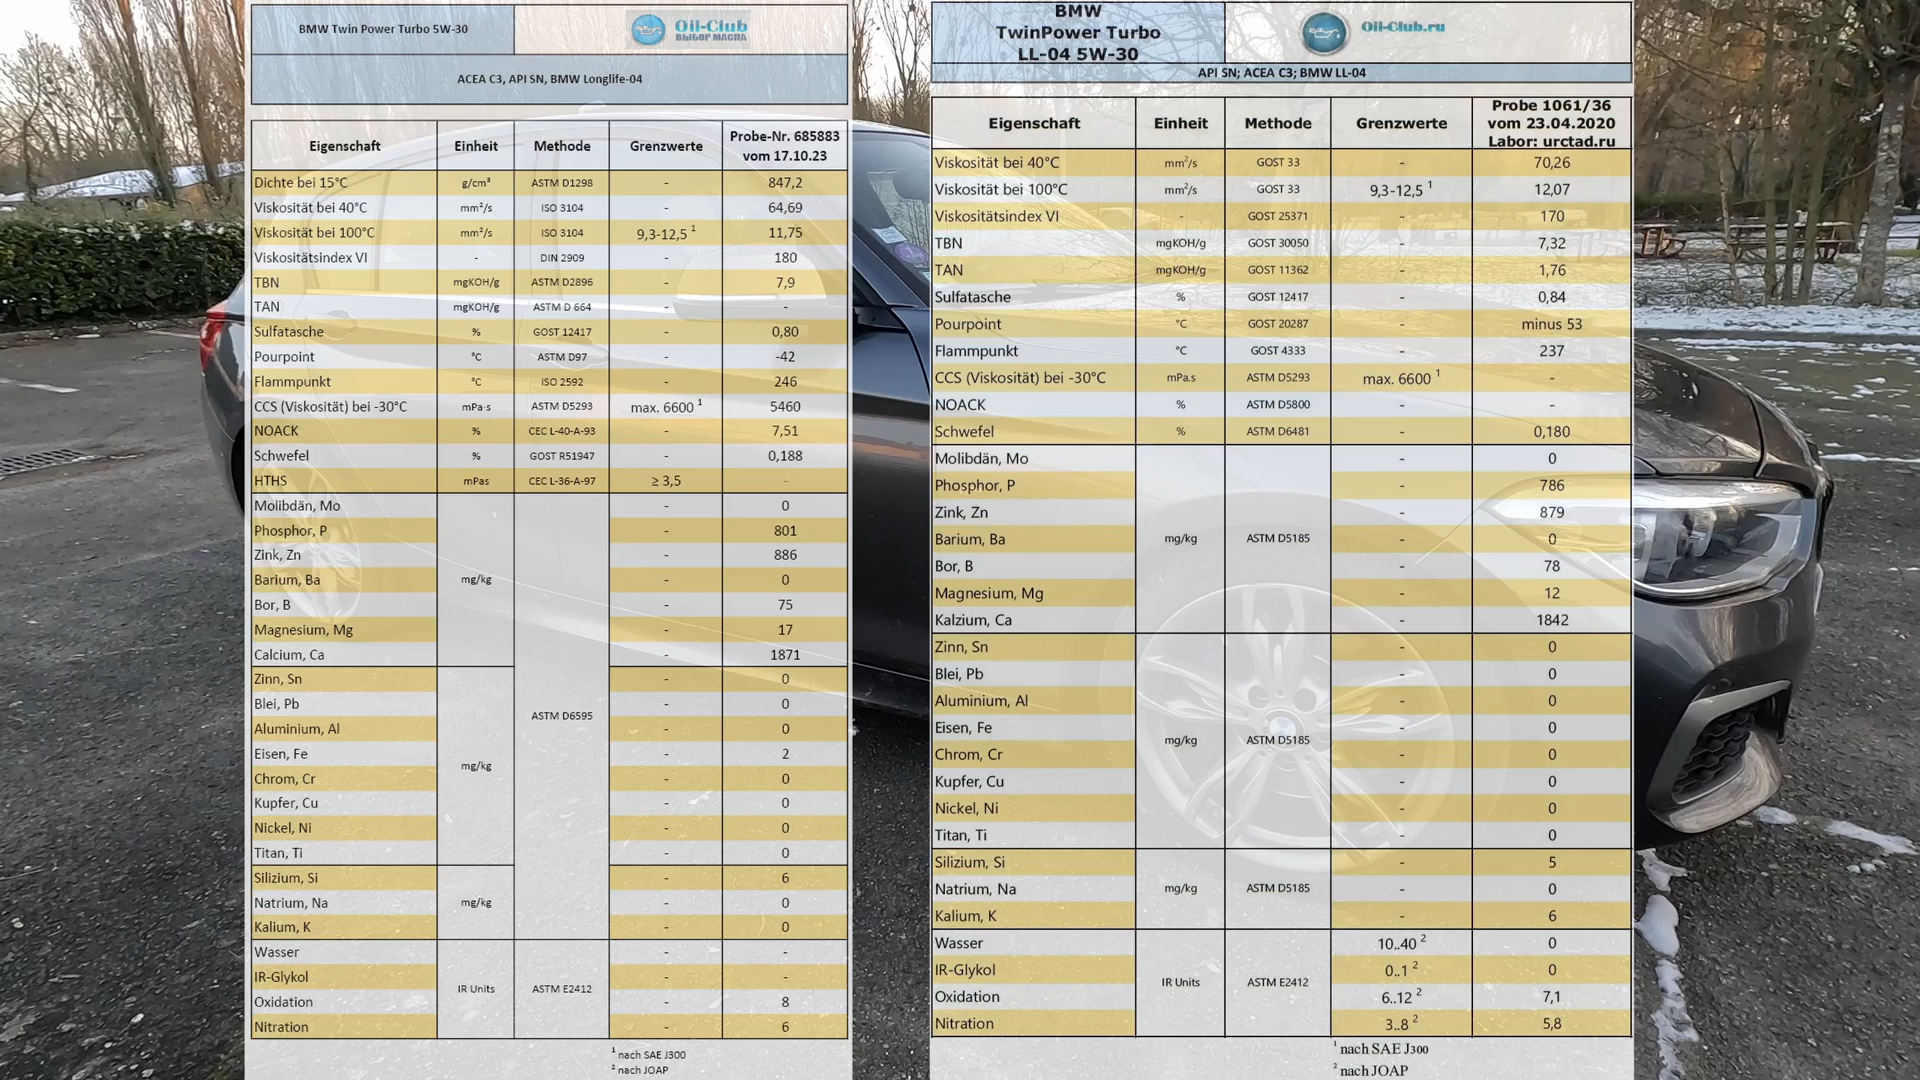 BMW Twin Power Turbo 5W-30
Oil-Club
ВЫБОР МАСЛА
ACEA C3, API SN, BMW Longlife-04
Eigenschaft Einheit Methode Grenzwerte Probe-Nr. 685883 vom 17.10.23
Dichte bei 15°C g/cm³ ASTM D1298 - 847,2
Viskosität bei 40°C mm²/s ISO 3104 - 64,69
Viskosität bei 100°C mm²/s ISO 3104 9,3-12,5 ¹ 11,75
Viskositätsindex VI - DIN 2909 - 180
TBN mgKOH/g ASTM D2896 - 7,9
TAN mgKOH/g ASTM D 664 - -
Sulfatasche % GOST 12417 - 0,80
Pourpoint °C ASTM D97 - -42
Flammpunkt °C ISO 2592 - 246
CCS (Viskosität) bei -30°C mPa·s ASTM D5293 max. 6600 ¹ 5460
NOACK % CEC L-40-A-93 - 7,51
Schwefel % GOST R51947 - 0,188
HTHS mPas CEC L-36-A-97 ≥ 3,5 -
Molibdän, Mo - 0
Phosphor, P - 801
Zink, Zn - 886
Barium, Ba mg/kg - 0
Bor, B - 75
Magnesium, Mg - 17
Calcium, Ca - 1871
Zinn, Sn - 0
Blei, Pb ASTM D6595 - 0
Aluminium, Al - 0
Eisen, Fe mg/kg - 2
Chrom, Cr - 0
Kupfer, Cu - 0
Nickel, Ni - 0
Titan, Ti - 0
Silizium, Si - 6
Natrium, Na mg/kg - 0
Kalium, K - 0
Wasser - -
IR-Glykol IR Units ASTM E2412 - -
Oxidation - 8
Nitration - 6
¹ nach SAE J300
² nach JOAP
BMW
TwinPower Turbo
LL-04 5W-30
Oil-Club.ru
API SN; ACEA C3; BMW LL-04
Eigenschaft Einheit Methode Grenzwerte Probe 1061/36 vom 23.04.2020 Labor: urctad.ru
Viskosität bei 40°C mm²/s GOST 33 - 70,26
Viskosität bei 100°C mm²/s GOST 33 9,3-12,5 ¹ 12,07
Viskositätsindex VI - GOST 25371 - 170
TBN mgKOH/g GOST 30050 - 7,32
TAN mgKOH/g GOST 11362 - 1,76
Sulfatasche % GOST 12417 - 0,84
Pourpoint °C GOST 20287 - minus 53
Flammpunkt °C GOST 4333 - 237
CCS (Viskosität) bei -30°C mPa.s ASTM D5293 max. 6600 ¹ -
NOACK % ASTM D5800 - -
Schwefel % ASTM D6481 - 0,180
Molibdän, Mo - 0
Phosphor, P - 786
Zink, Zn - 879
Barium, Ba mg/kg ASTM D5185 - 0
Bor, B - 78
Magnesium, Mg - 12
Kalzium, Ca - 1842
Zinn, Sn - 0
Blei, Pb - 0
Aluminium, Al - 0
Eisen, Fe mg/kg ASTM D5185 - 0
Chrom, Cr - 0
Kupfer, Cu - 0
Nickel, Ni - 0
Titan, Ti - 0
Silizium, Si - 5
Natrium, Na mg/kg ASTM D5185 - 0
Kalium, K - 6
Wasser 10..40 ² 0
IR-Glykol IR Units ASTM E2412 0..1 ² 0
Oxidation 6..12 ² 7,1
Nitration 3..8 ² 5,8
¹ nach SAE J300
² nach JOAP